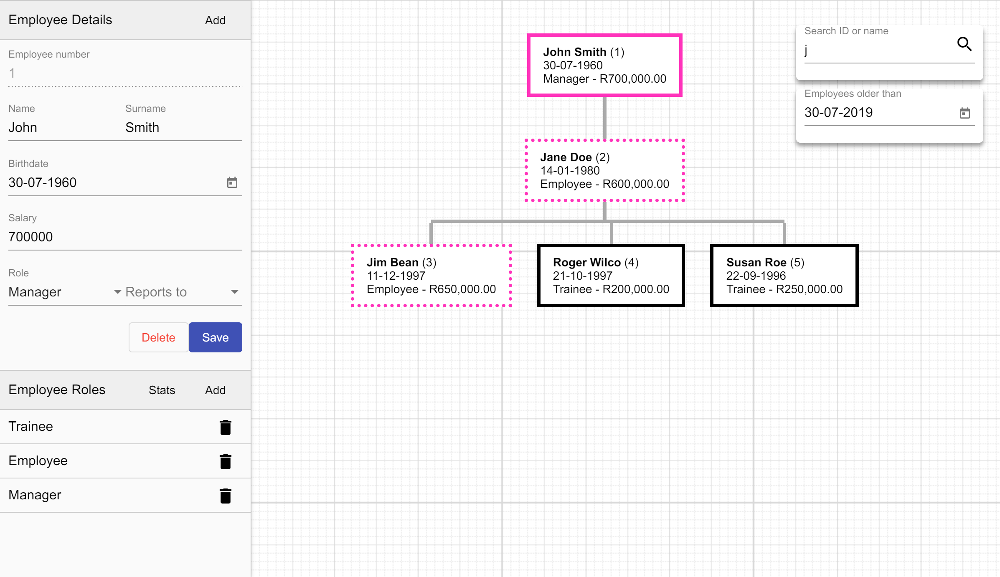 Employee Details Add
Employee number
1
Name Surname
John Smith
Birthdate
30-07-1960
Salary
700000
Role
Manager Reports to
Delete Save
Employee Roles Stats Add
Trainee
Employee
Manager
John Smith (1)
30-07-1960
Manager - R700,000.00
Jane Doe (2)
14-01-1980
Employee - R600,000.00
Jim Bean (3)
11-12-1997
Employee - R650,000.00
Roger Wilco (4)
21-10-1997
Trainee - R200,000.00
Susan Roe (5)
22-09-1996
Trainee - R250,000.00
Search ID or name
j
Employees older than
30-07-2019